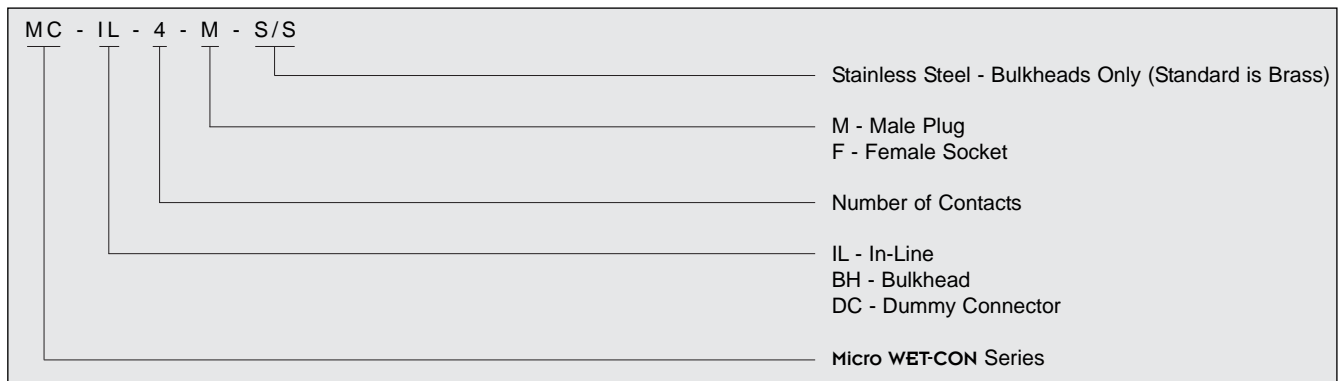 MC - IL - 4 - M - S/S
Stainless Steel - Bulkheads Only (Standard is Brass)
M - Male Plug
F - Female Socket
Number of Contacts
IL - In-Line
BH - Bulkhead
DC - Dummy Connector
Micro WET-CON Series